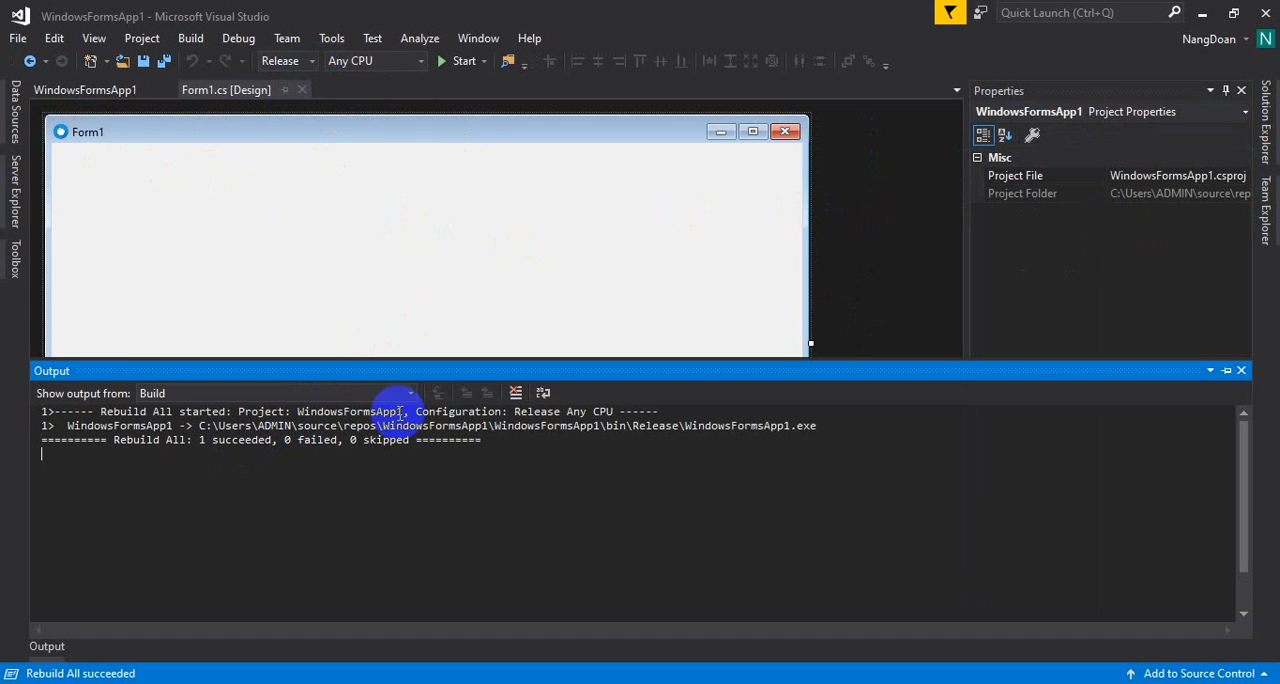 WindowsFormsApp1 - Microsoft Visual Studio
Quick Launch (Ctrl+Q)
File Edit View Project Build Debug Team Tools Test Analyze Window Help
NangDoan N
Release Any CPU Start
Data Sources
Server Explorer
Toolbox
WindowsFormsApp1 Form1.cs [Design]
Form1
Properties
WindowsFormsApp1 Project Properties
Misc
Project File WindowsFormsApp1.csproj
Project Folder C:\Users\ADMIN\source\rep
Solution Explorer
Team Explorer
Output
Show output from: Build
1>------ Rebuild All started: Project: WindowsFormsApp1, Configuration: Release Any CPU ------
1>  WindowsFormsApp1 -> C:\Users\ADMIN\source\repos\WindowsFormsApp1\WindowsFormsApp1\bin\Release\WindowsFormsApp1.exe
========== Rebuild All: 1 succeeded, 0 failed, 0 skipped ==========
Output
Rebuild All succeeded
Add to Source Control